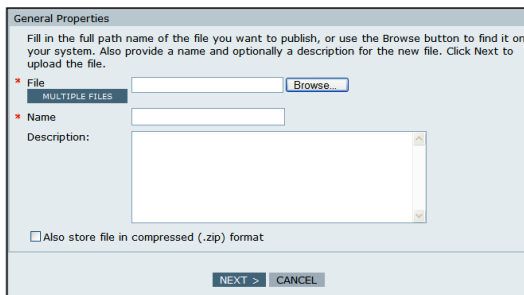 General Properties
Fill in the full path name of the file you want to publish, or use the Browse button to find it on
your system. Also provide a name and optionally a description for the new file. Click Next to
upload the file.
* File
Browse...
MULTIPLE FILES
* Name
Description:
Also store file in compressed (.zip) format
NEXT > CANCEL